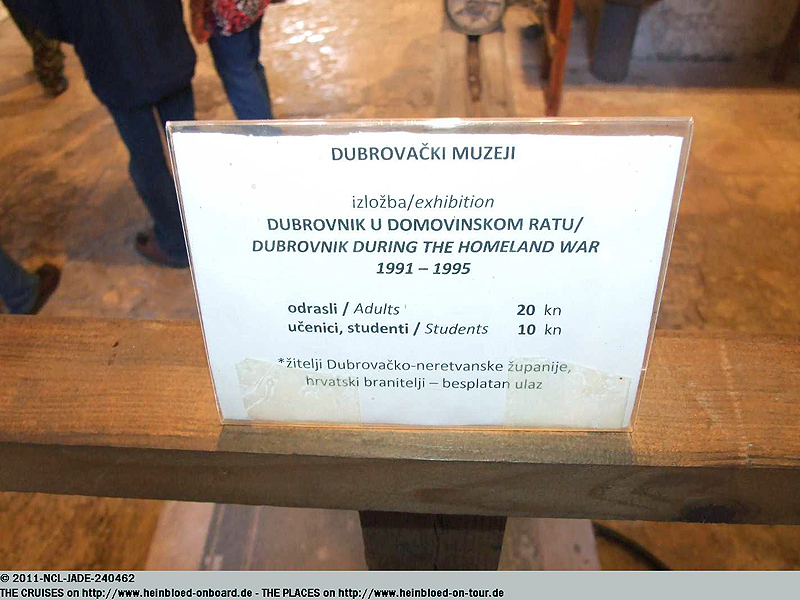 DUBROVAČKI MUZEJI
izložba/exhibition
DUBROVNIK U DOMOVINSKOM RATU/
DUBROVNIK DURING THE HOMELAND WAR
1991 – 1995
odrasli / Adults 20 kn
učenici, studenti / Students 10 kn
*žitelji Dubrovačko-neretvanske županije,
hrvatski branitelji – besplatan ulaz
© 2011-NCL-JADE-240462
THE CRUISES on http://www.heinbloed-onboard.de - THE PLACES on http://www.heinbloed-on-tour.de